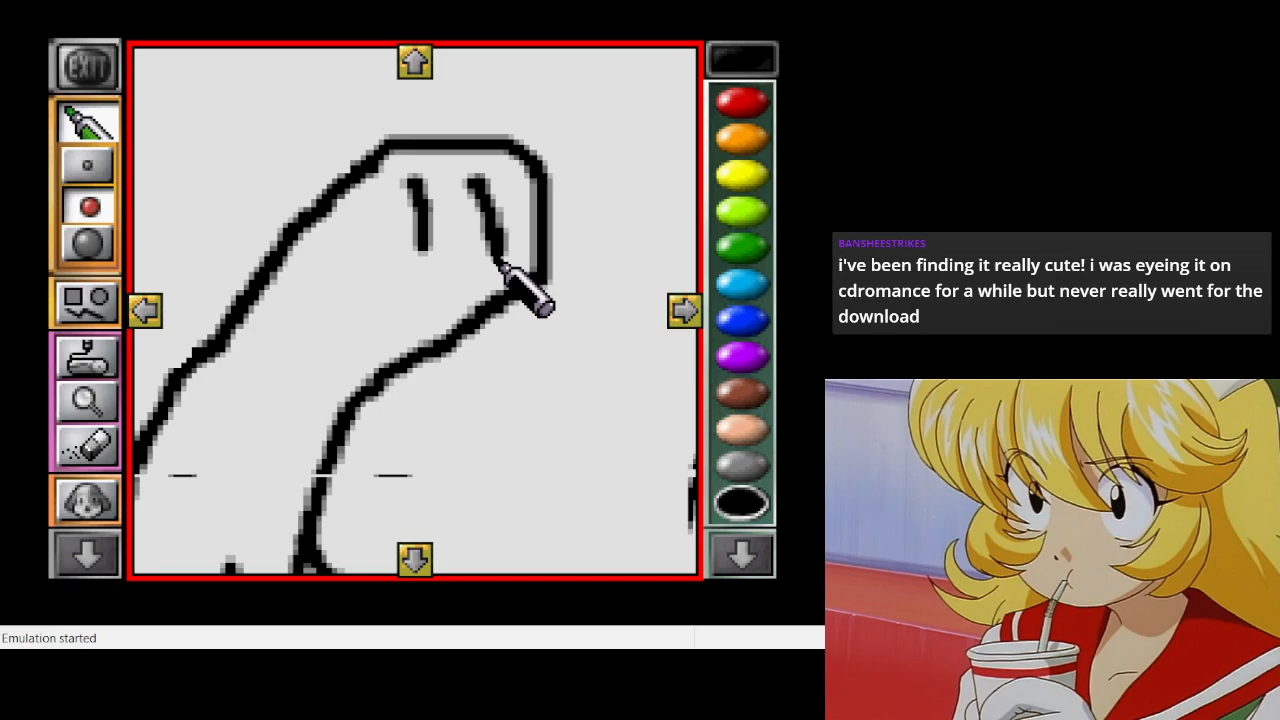 EXIT
BANSHEESTRIKES
i've been finding it really cute! i was eyeing it on
cdromance for a while but never really went for the
download
Emulation started